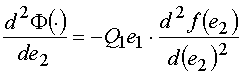 d²Φ(·)/de₂ = −Q₁e₁ · d²f(e₂)/d(e₂)²